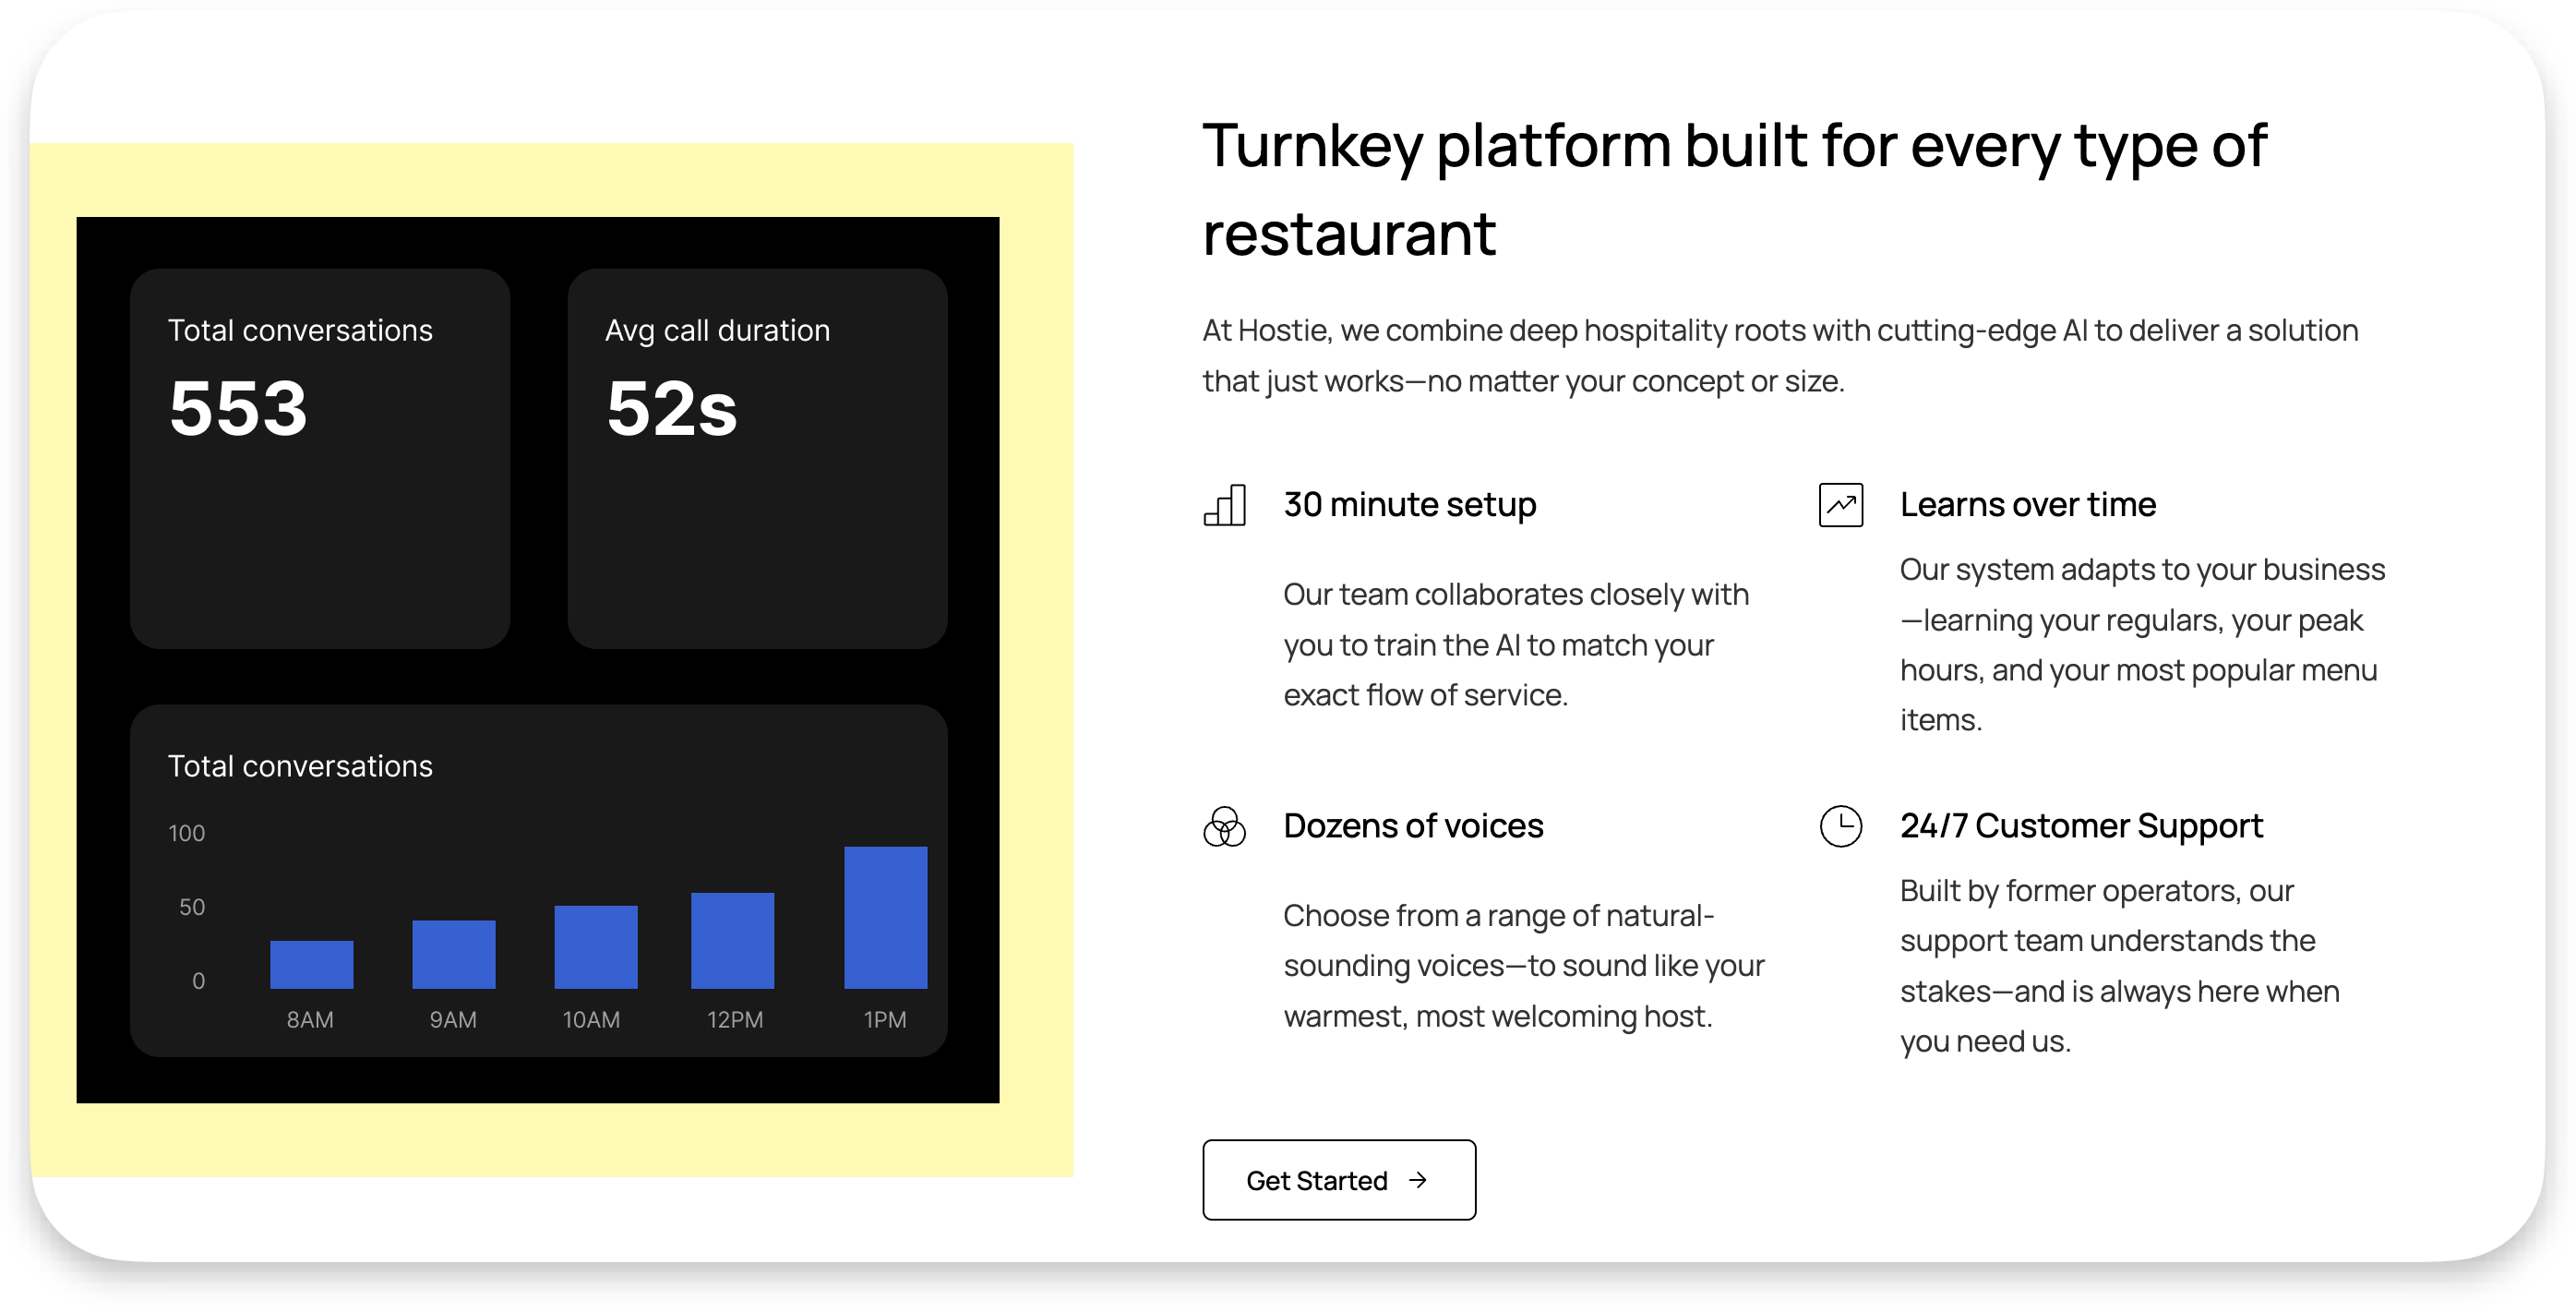 Total conversations
553
Avg call duration
52s
Total conversations
100
50
0
8AM
9AM
10AM
12PM
1PM
Turnkey platform built for every type of
restaurant
At Hostie, we combine deep hospitality roots with cutting-edge AI to deliver a solution
that just works—no matter your concept or size.
30 minute setup
Our team collaborates closely with
you to train the AI to match your
exact flow of service.
Learns over time
Our system adapts to your business
—learning your regulars, your peak
hours, and your most popular menu
items.
Dozens of voices
Choose from a range of natural-
sounding voices—to sound like your
warmest, most welcoming host.
24/7 Customer Support
Built by former operators, our
support team understands the
stakes—and is always here when
you need us.
Get Started →